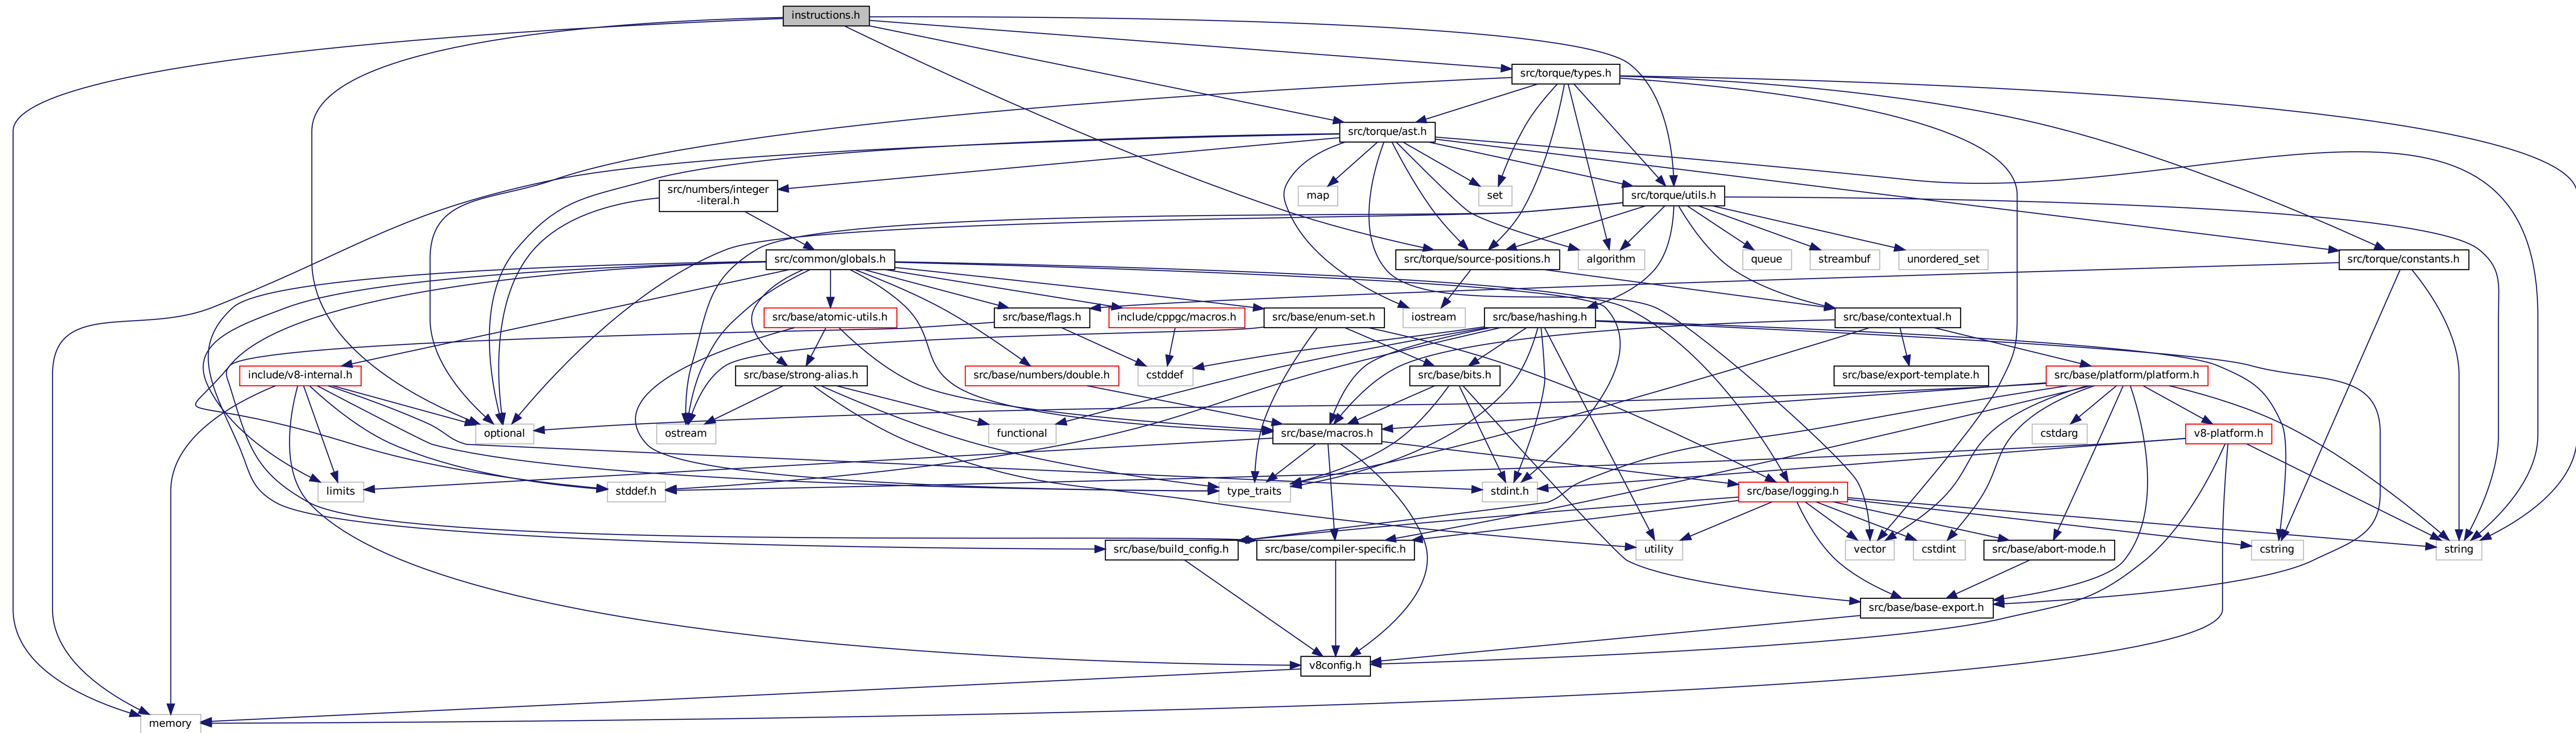 instructions.h
src/torque/types.h
src/torque/ast.h
src/numbers/integer
-literal.h
map
set
src/torque/utils.h
src/common/globals.h
src/torque/source-positions.h
algorithm
queue
streambuf
unordered_set
src/torque/constants.h
src/base/atomic-utils.h
src/base/flags.h
include/cppgc/macros.h
src/base/enum-set.h
iostream
src/base/hashing.h
src/base/contextual.h
include/v8-internal.h
src/base/strong-alias.h
src/base/numbers/double.h
cstddef
src/base/bits.h
src/base/export-template.h
src/base/platform/platform.h
optional
ostream
functional
src/base/macros.h
cstdarg
v8-platform.h
limits
stddef.h
type_traits
stdint.h
src/base/logging.h
src/base/build_config.h
src/base/compiler-specific.h
utility
vector
cstdint
src/base/abort-mode.h
cstring
string
src/base/base-export.h
v8config.h
memory